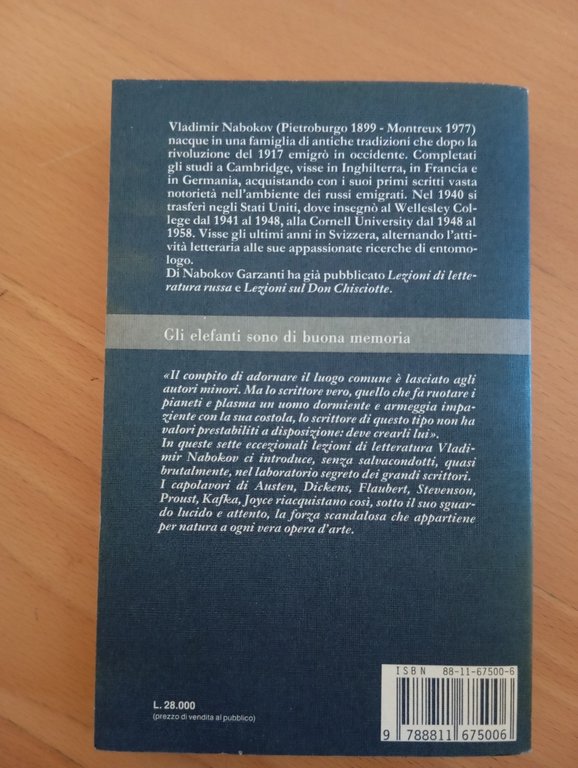 Vladimir Nabokov (Pietroburgo 1899 - Montreux 1977)
nacque in una famiglia di antiche tradizioni che dopo la
rivoluzione del 1917 emigrò in occidente. Completati
gli studi a Cambridge, visse in Inghilterra, in Francia e
in Germania, acquistando con i suoi primi scritti vasta
notorietà nell'ambiente dei russi emigrati. Nel 1940 si
trasferì negli Stati Uniti, dove insegnò al Wellesley Col-
lege dal 1941 al 1948, alla Cornell University dal 1948 al
1958. Visse gli ultimi anni in Svizzera, alternando l'atti-
vità letteraria alle sue appassionate ricerche di entomo-
logo.
Di Nabokov Garzanti ha già pubblicato Lezioni di lette-
ratura russa e Lezioni sul Don Chisciotte.
Gli elefanti sono di buona memoria
«Il compito di adornare il luogo comune è lasciato agli
autori minori. Ma lo scrittore vero, quello che fa ruotare i
pianeti e plasma un uomo dormiente e armeggia impa-
ziente con la sua costola, lo scrittore di questo tipo non ha
valori prestabiliti a disposizione: deve crearli lui».
In queste sette eccezionali lezioni di letteratura Vladi-
mir Nabokov ci introduce, senza salvacondotti, quasi
brutalmente, nel laboratorio segreto dei grandi scrittori.
I capolavori di Austen, Dickens, Flaubert, Stevenson,
Proust, Kafka, Joyce riacquistano così, sotto il suo sguar-
do lucido e attento, la forza scandalosa che appartiene
per natura a ogni vera opera d'arte.
ISBN 88-11-67500-6
L. 28.000
(prezzo di vendita al pubblico)
9 788811 675006